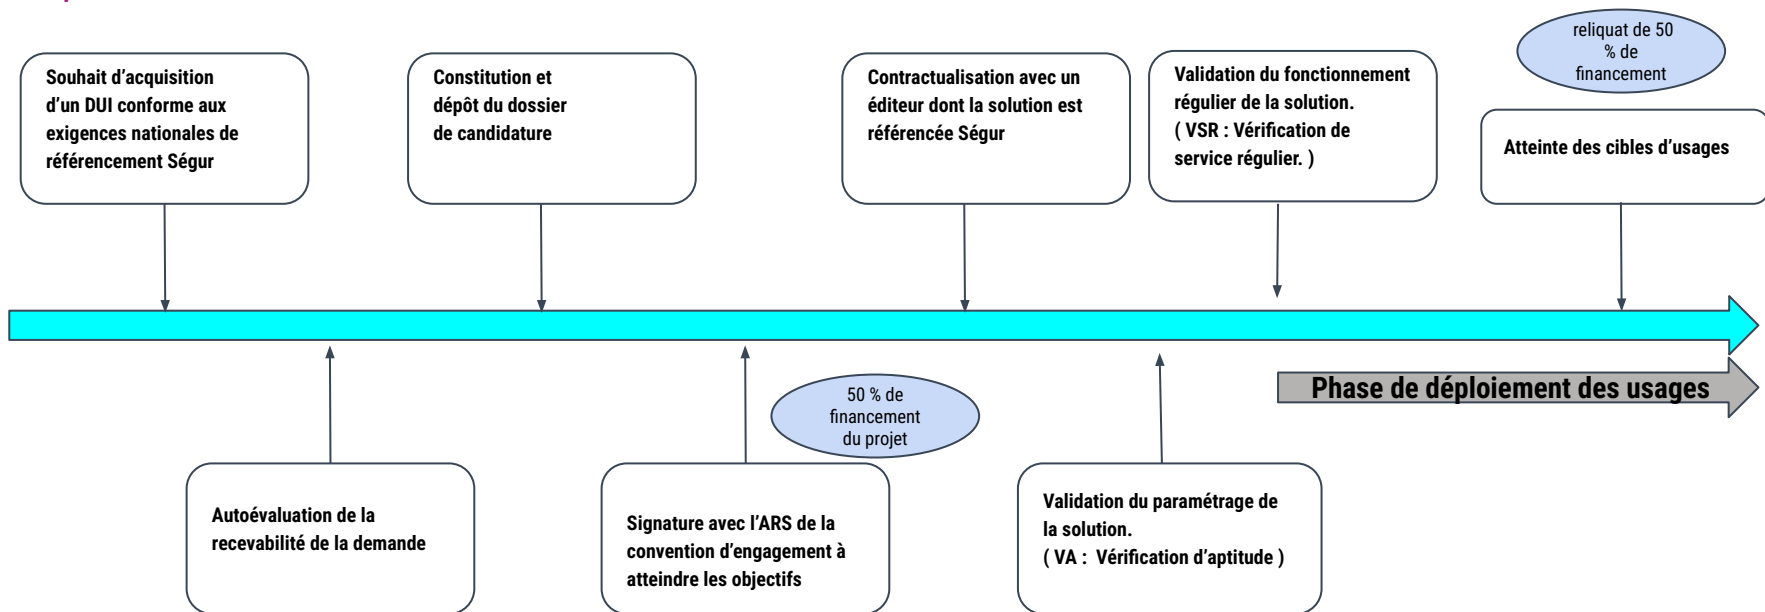 Souhait d'acquisition
d'un DUI conforme aux
exigences nationales de
référencement Ségur
Constitution et
dépôt du dossier
de candidature
Contractualisation avec un
éditeur dont la solution est
référencée Ségur
Validation du fonctionnement
régulier de la solution.
( VSR : Vérification de
service régulier. )
reliquat de 50
% de
financement
Atteinte des cibles d'usages
Phase de déploiement des usages
50 % de
financement
du projet
Autoévaluation de la
recevabilité de la demande
Signature avec l'ARS de la
convention d'engagement à
atteindre les objectifs
Validation du paramétrage de
la solution.
( VA : Vérification d'aptitude )